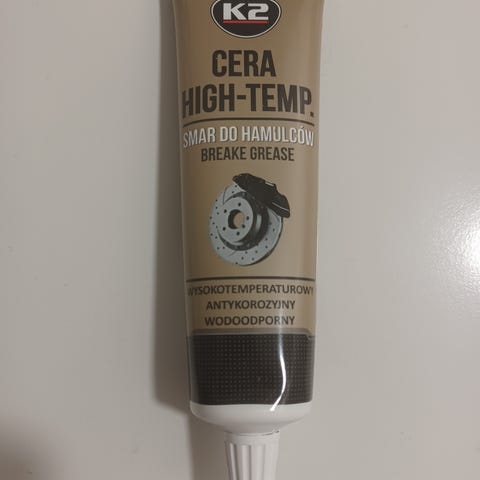 K2
CERA
HIGH-TEMP.
SMAR DO HAMULCÓW
BREAKE GREASE
WYSOKOTEMPERATUROWY
ANTYKOROZYJNY
WODOODPORNY